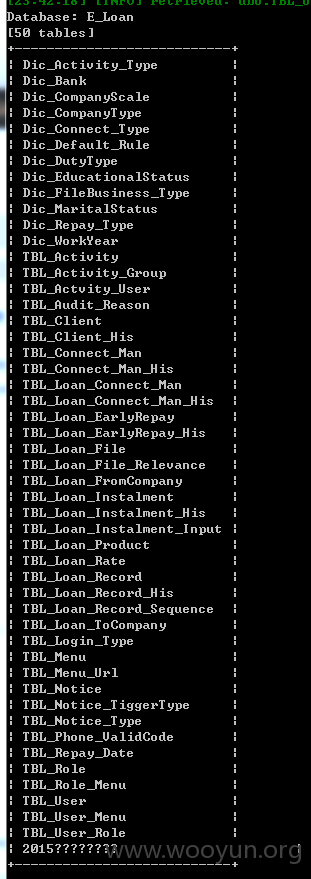 [23:42:18] [INFO] retrieved: dbo.TBL_U
Database: E_Loan
[50 tables]
+---------------------------+
| Dic_Activity_Type |
| Dic_Bank |
| Dic_CompanyScale |
| Dic_CompanyType |
| Dic_Connect_Type |
| Dic_Default_Rule |
| Dic_DutyType |
| Dic_EducationalStatus |
| Dic_FileBusiness_Type |
| Dic_MaritalStatus |
| Dic_Repay_Type |
| Dic_WorkYear |
| TBL_Activity |
| TBL_Activity_Group |
| TBL_Actvity_User |
| TBL_Audit_Reason |
| TBL_Client |
| TBL_Client_His |
| TBL_Connect_Man |
| TBL_Connect_Man_His |
| TBL_Loan_Connect_Man |
| TBL_Loan_Connect_Man_His |
| TBL_Loan_EarlyRepay |
| TBL_Loan_EarlyRepay_His |
| TBL_Loan_File |
| TBL_Loan_File_Relevance |
| TBL_Loan_FromCompany |
| TBL_Loan_Instalment |
| TBL_Loan_Instalment_His |
| TBL_Loan_Instalment_Input |
| TBL_Loan_Product |
| TBL_Loan_Rate |
| TBL_Loan_Record |
| TBL_Loan_Record_His |
| TBL_Loan_Record_Sequence |
| TBL_Loan_ToCompany |
| TBL_Login_Type |
| TBL_Menu |
| TBL_Menu_Url |
| TBL_Notice |
| TBL_Notice_TiggerType |
| TBL_Notice_Type |
| TBL_Phone_ValidCode |
| TBL_Repay_Date |
| TBL_Role |
| TBL_Role_Menu |
| TBL_User |
| TBL_User_Menu |
| TBL_User_Role |
| 2015???????? |
www.wooyun.org
+---------------------------+